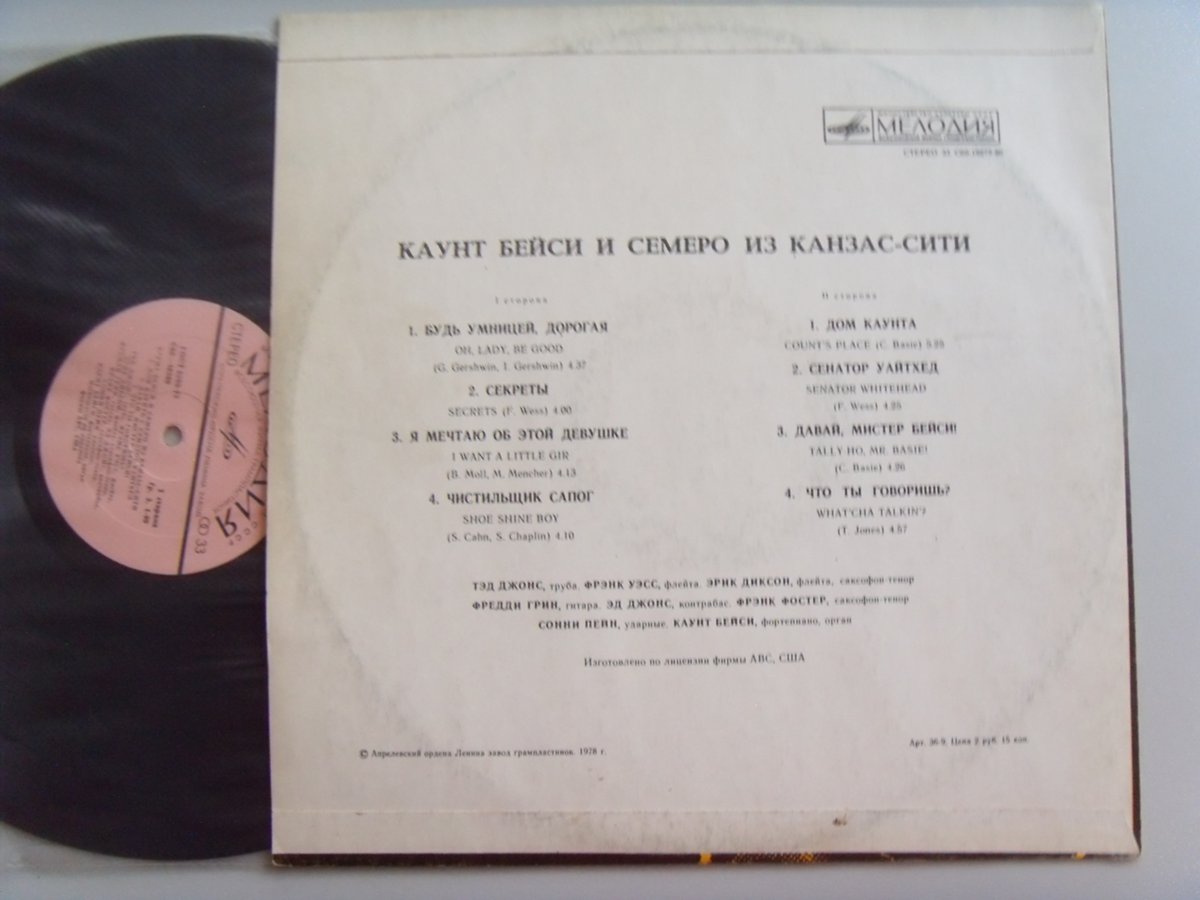 МЕЛОДИЯ
СТЕРЕО 33
КАУНТ БЕЙСИ И СЕМЕРО ИЗ КАНЗАС-СИТИ
I сторона
1. БУДЬ УМНИЦЕЙ, ДОРОГАЯ
OH, LADY, BE GOOD
(G. Gershwin, I. Gershwin) 4.37
2. СЕКРЕТЫ
SECRETS (F. Wess) 4.00
3. Я МЕЧТАЮ ОБ ЭТОЙ ДЕВУШКЕ
I WANT A LITTLE GIR
(B. Moll, M. Mencher) 4.13
4. ЧИСТИЛЬЩИК САПОГ
SHOE SHINE BOY
(S. Cahn, S. Chaplin) 4.10
II сторона
1. ДОМ КАУНТА
COUNT'S PLACE (C. Basie) 5.25
2. СЕНАТОР УАЙТХЕД
SENATOR WHITEHEAD
(F. Wess) 4.25
3. ДАВАЙ, МИСТЕР БЕЙСИ!
TALLY HO, MR. BASIE!
(C. Basie) 4.26
4. ЧТО ТЫ ГОВОРИШЬ?
WHAT'CHA TALKIN'?
(T. Jones) 4.57
ТЭД ДЖОНС, труба. ФРЭНК УЭСС, флейта. ЭРИК ДИКСОН, флейта, саксофон-тенор
ФРЕДДИ ГРИН, гитара. ЭД ДЖОНС, контрабас. ФРЭНК ФОСТЕР, саксофон-тенор
СОННИ ПЕЙН, ударные. КАУНТ БЕЙСИ, фортепиано, орган
Изготовлено по лицензии фирмы ABC, США
© Апрелевский ордена Ленина завод грампластинок. 1978 г.
Арт. 36-9. Цена 2 руб. 15 коп.
СТЕРЕО
СССР
33